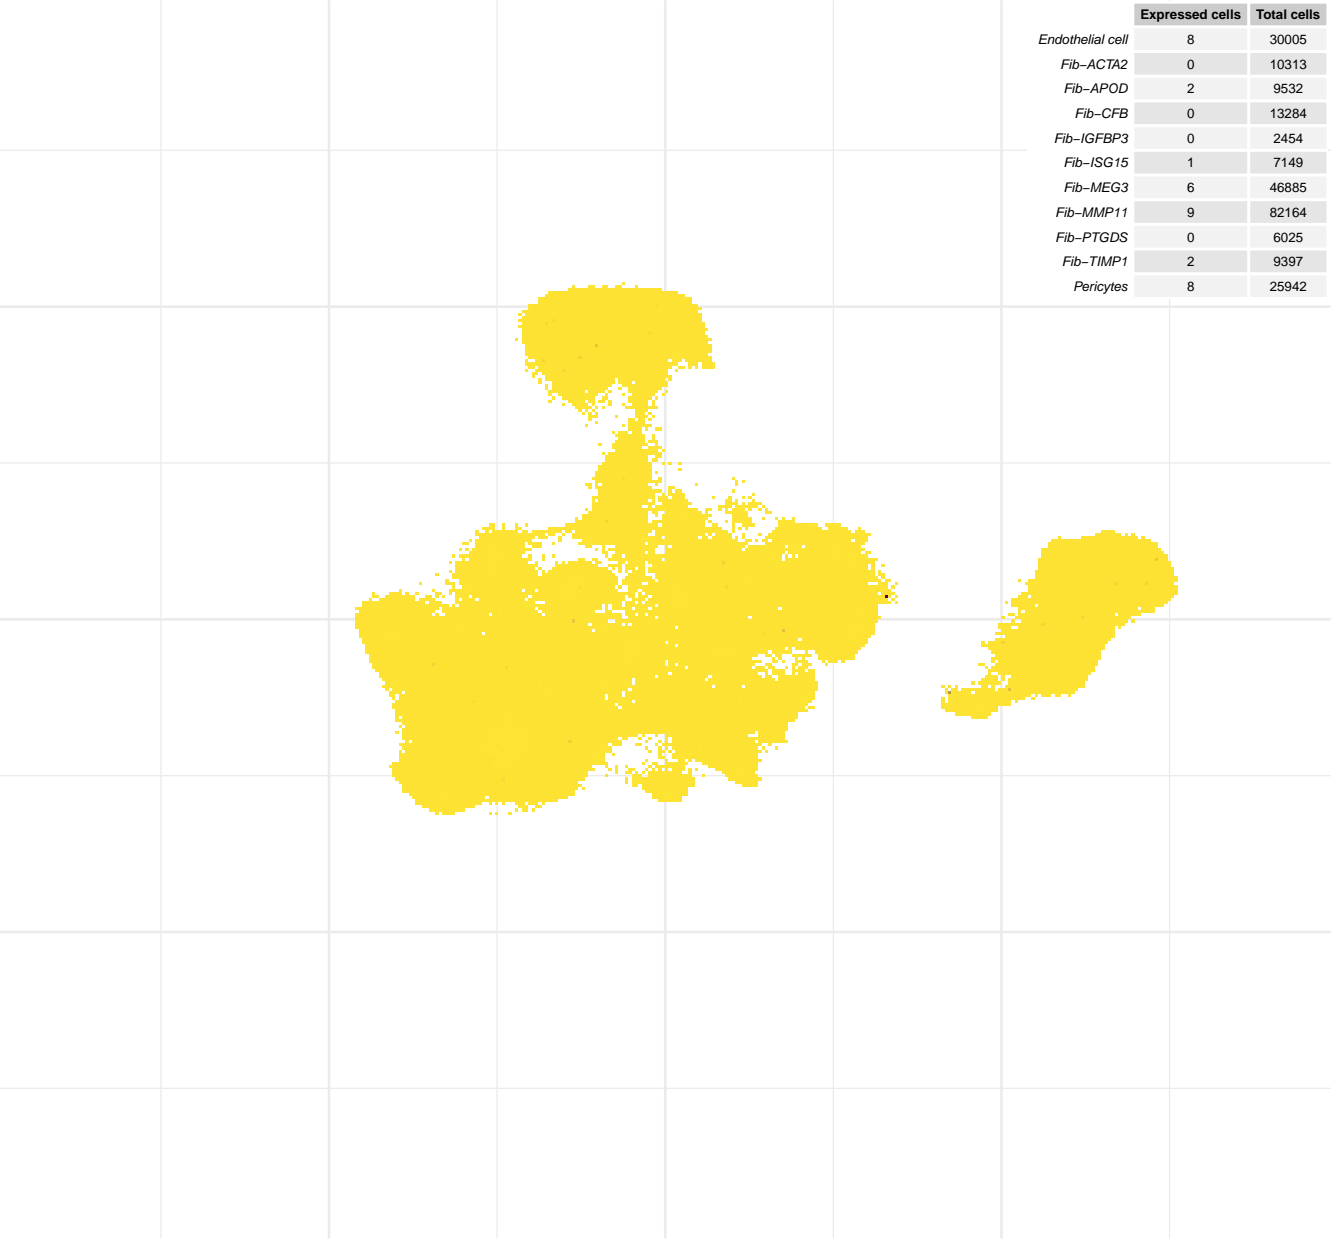 Expressed cells Total cells
Endothelial cell 8 30005
Fib−ACTA2 0 10313
Fib−APOD 2 9532
Fib−CFB 0 13284
Fib−IGFBP3 0 2454
Fib−ISG15 1 7149
Fib−MEG3 6 46885
Fib−MMP11 9 82164
Fib−PTGDS 0 6025
Fib−TIMP1 2 9397
Pericytes 8 25942